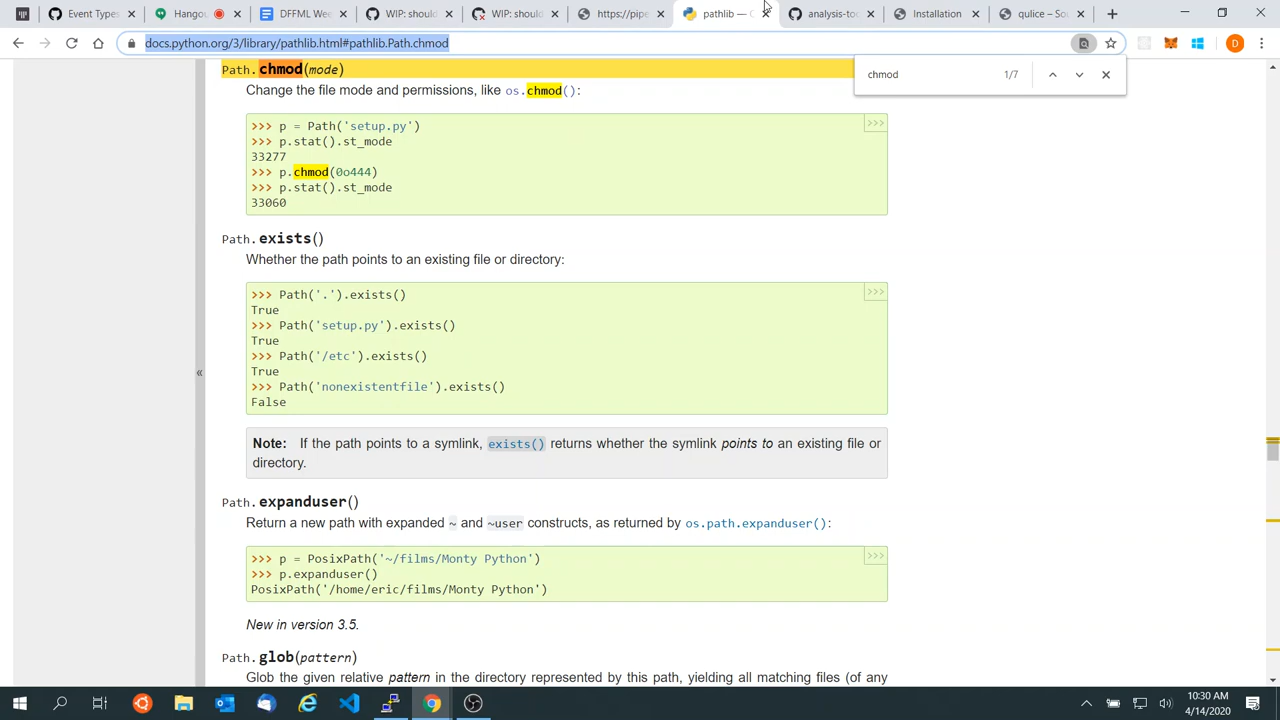 Event Types
Hangou
DFFML Wee
WIP: shoul
WIP: shoul
https://pipe
pathlib — O
analysis-too
Installation
qulice – Sou
docs.python.org/3/library/pathlib.html#pathlib.Path.chmod
chmod
1/7
Path.chmod(mode)
Change the file mode and permissions, like os.chmod():
>>>
>>> p = Path('setup.py')
>>> p.stat().st_mode
33277
>>> p.chmod(0o444)
>>> p.stat().st_mode
33060
Path.exists()
Whether the path points to an existing file or directory:
>>>
>>> Path('.').exists()
True
>>> Path('setup.py').exists()
True
>>> Path('/etc').exists()
True
>>> Path('nonexistentfile').exists()
False
Note: If the path points to a symlink, exists() returns whether the symlink points to an existing file or
directory.
Path.expanduser()
Return a new path with expanded ~ and ~user constructs, as returned by os.path.expanduser():
>>>
>>> p = PosixPath('~/films/Monty Python')
>>> p.expanduser()
PosixPath('/home/eric/films/Monty Python')
New in version 3.5.
Path.glob(pattern)
Glob the given relative pattern in the directory represented by this path, yielding all matching files (of any
«
D
10:30 AM
4/14/2020